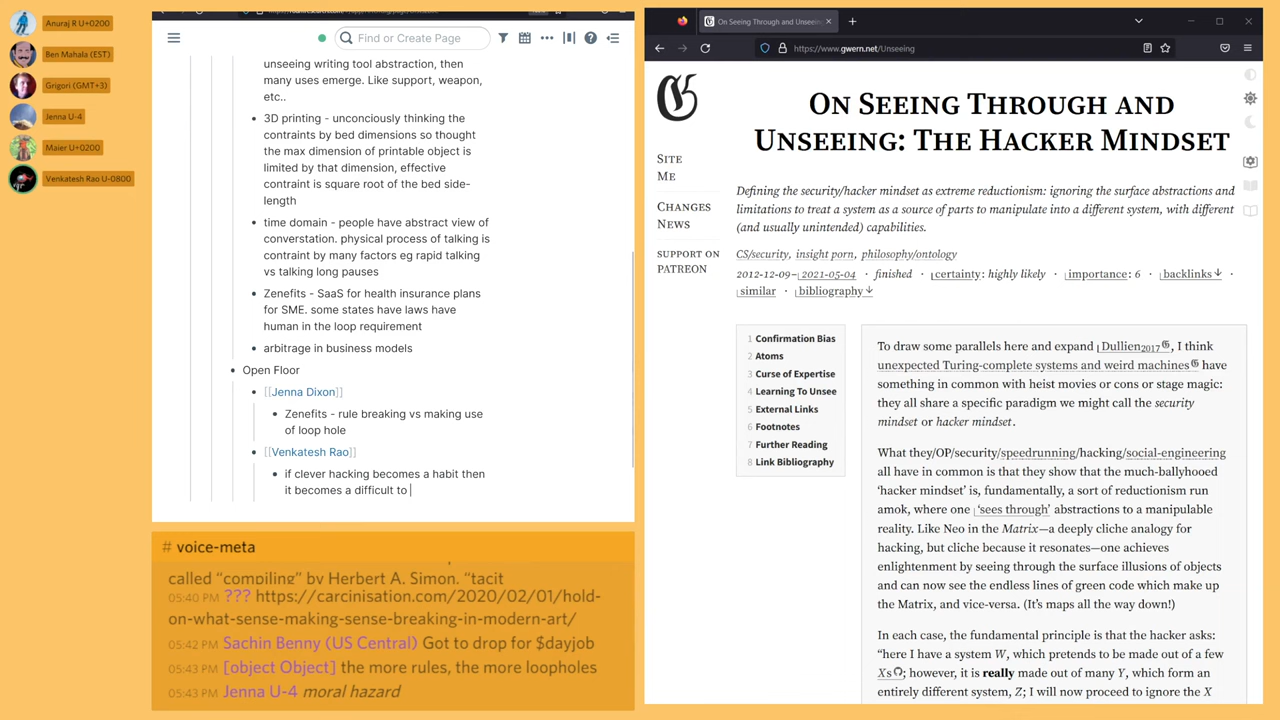 Anuraj R U+0200
Ben Mahala (EST)
Grigori (GMT+3)
Jenna U-4
Maier U+0200
Venkatesh Rao U-0800
Find or Create Page
unseeing writing tool abstraction, then
many uses emerge. Like support, weapon,
etc..
3D printing - unconciously thinking the
contraints by bed dimensions so thought
the max dimension of printable object is
limited by that dimension, effective
contraint is square root of the bed side-
length
time domain - people have abstract view of
converstation. physical process of talking is
contraint by many factors eg rapid talking
vs talking long pauses
Zenefits - SaaS for health insurance plans
for SME. some states have laws have
human in the loop requirement
arbitrage in business models
Open Floor
[[Jenna Dixon]]
Zenefits - rule breaking vs making use
of loop hole
[[Venkatesh Rao]]
if clever hacking becomes a habit then
it becomes a difficult to
# voice-meta
called “compiling” by Herbert A. Simon. “tacit
05:40 PM ??? https://carcinisation.com/2020/02/01/hold-
on-what-sense-making-sense-breaking-in-modern-art/
05:42 PM Sachin Benny (US Central) Got to drop for $dayjob
05:43 PM [object Object] the more rules, the more loopholes
05:43 PM Jenna U-4 moral hazard
On Seeing Through and Unseein
https://www.gwern.net/Unseeing
On Seeing Through and
Unseeing: The Hacker Mindset
Site
Me
Changes
News
Support on
Patreon
Defining the security/hacker mindset as extreme reductionism: ignoring the surface abstractions and
limitations to treat a system as a source of parts to manipulate into a different system, with different
(and usually unintended) capabilities.
CS/security, insight porn, philosophy/ontology
2012-12-09–2021-05-04 · finished · certainty: highly likely · importance: 6 · backlinks ·
similar · bibliography
1 Confirmation Bias
2 Atoms
3 Curse of Expertise
4 Learning To Unsee
5 External Links
6 Footnotes
7 Further Reading
8 Link Bibliography
To draw some parallels here and expand Dullien2017, I think
unexpected Turing-complete systems and weird machines have
something in common with heist movies or cons or stage magic:
they all share a specific paradigm we might call the security
mindset or hacker mindset.
What they/OP/security/speedrunning/hacking/social-engineering
all have in common is that they show that the much-ballyhooed
‘hacker mindset’ is, fundamentally, a sort of reductionism run
amok, where one ‘sees through’ abstractions to a manipulable
reality. Like Neo in the Matrix—a deeply cliche analogy for
hacking, but cliche because it resonates—one achieves
enlightenment by seeing through the surface illusions of objects
and can now see the endless lines of green code which make up
the Matrix, and vice-versa. (It’s maps all the way down!)
In each case, the fundamental principle is that the hacker asks:
“here I have a system W, which pretends to be made out of a few
Xs; however, it is really made out of many Y, which form an
entirely different system, Z; I will now proceed to ignore the X